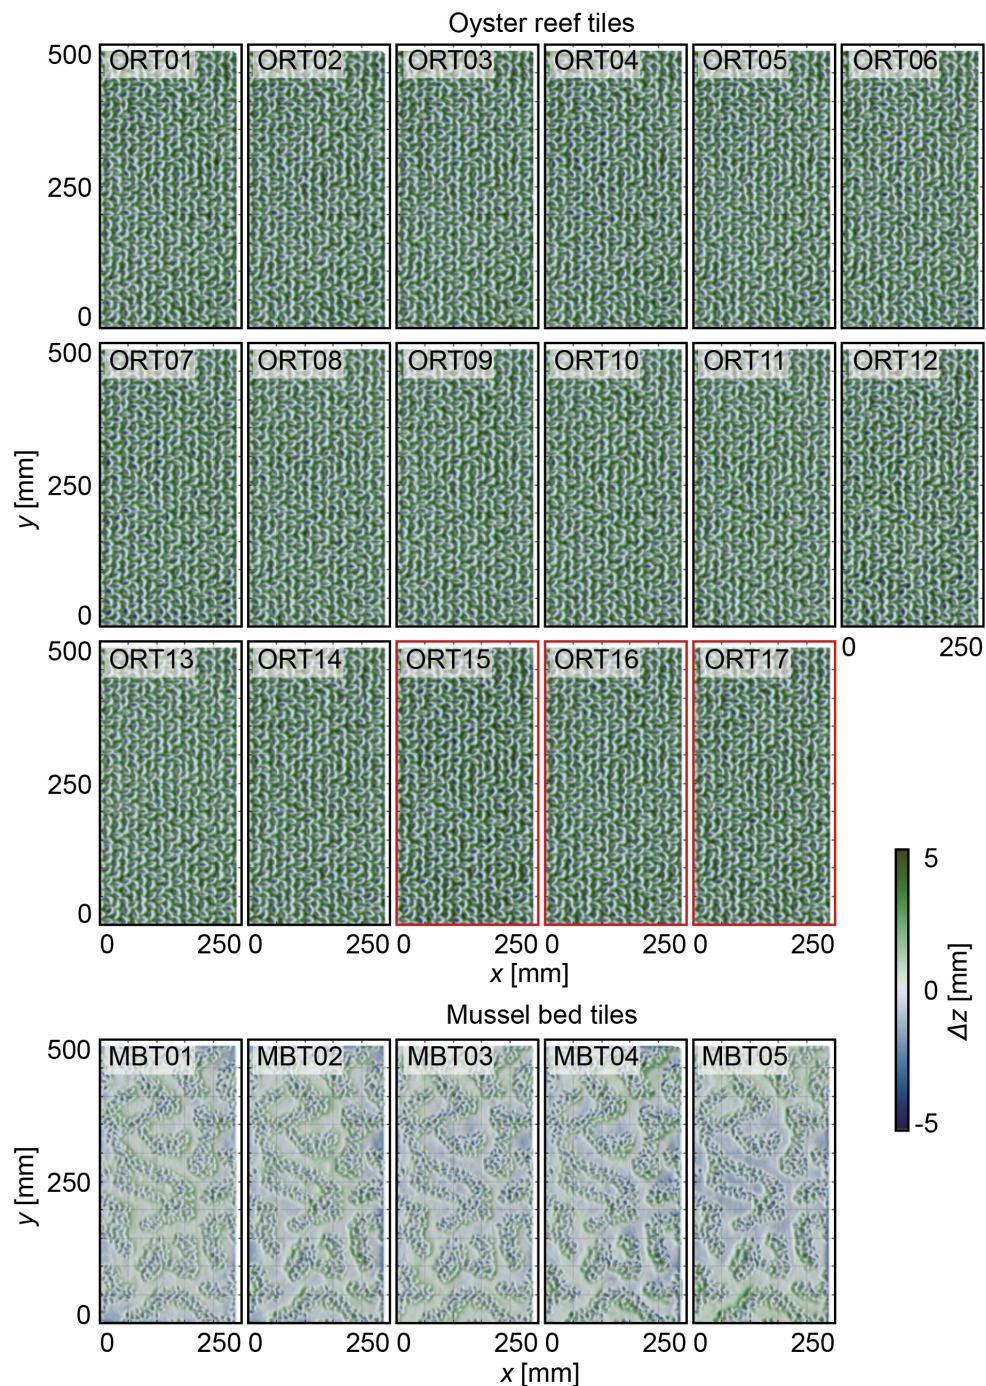 Oyster reef tiles
500 ORT01 ORT02 ORT03 ORT04 ORT05 ORT06
250
0
500 ORT07 ORT08 ORT09 ORT10 ORT11 ORT12
y [mm]
250
0
0 250
500 ORT13 ORT14 ORT15 ORT16 ORT17
250
0
0 250 0 250 0 250 0 250 0 250
x [mm]
5
0
-5
Δz [mm]
Mussel bed tiles
500 MBT01 MBT02 MBT03 MBT04 MBT05
y [mm]
250
0
0 250 0 250 0 250 0 250 0 250
x [mm]